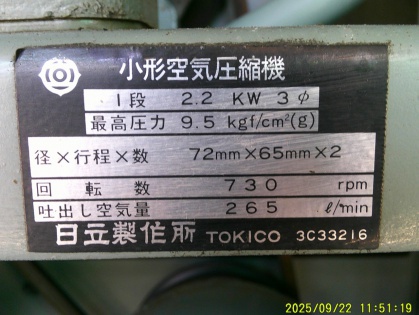 小形空気圧縮機
1段 2.2 KW 3φ
最高圧力 9.5 kgf/cm²(g)
径×行程×数 72mm×65mm×2
回転数 730 rpm
吐出し空気量 265 ℓ/min
日立製作所 TOKICO 3C33216
2025/09/22 11:51:19